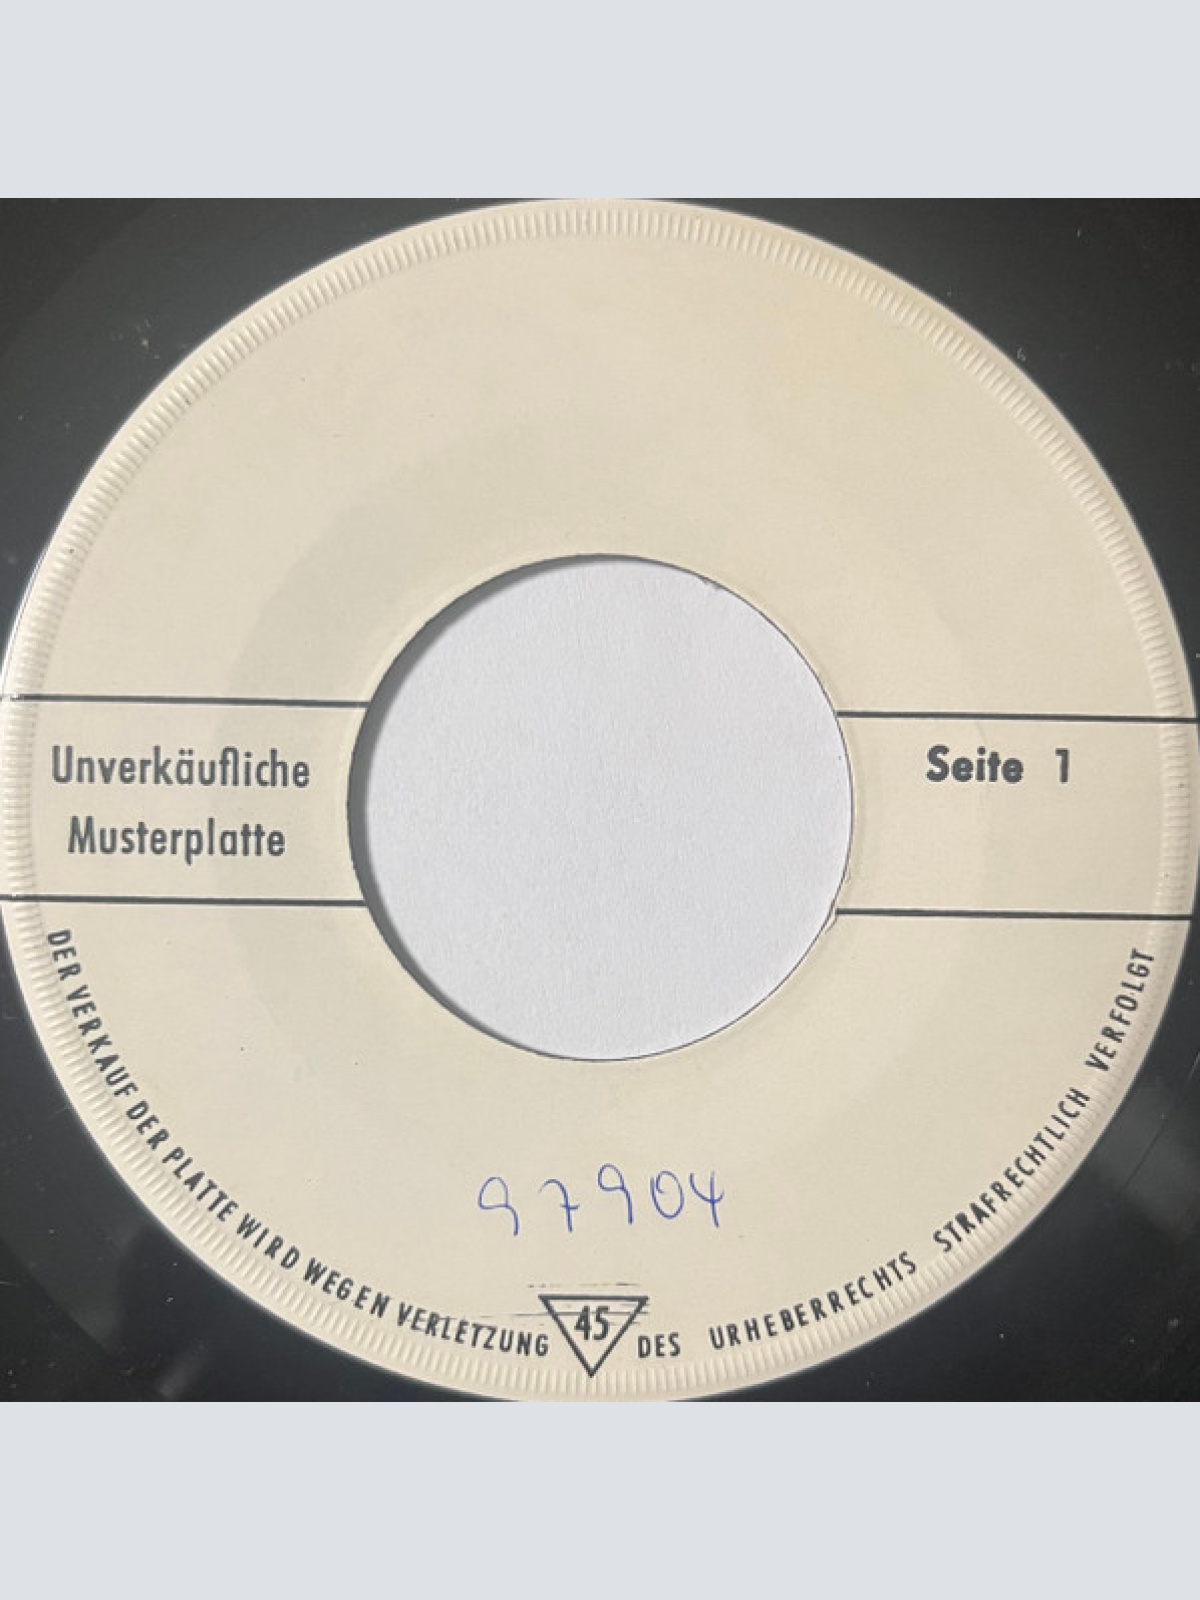 Unverkäufliche
Musterplatte
Seite 1
97904
45
DER VERKAUF DER PLATTE WIRD WEGEN VERLETZUNG DES URHEBERRECHTS STRAFRECHTLICH VERFOLGT